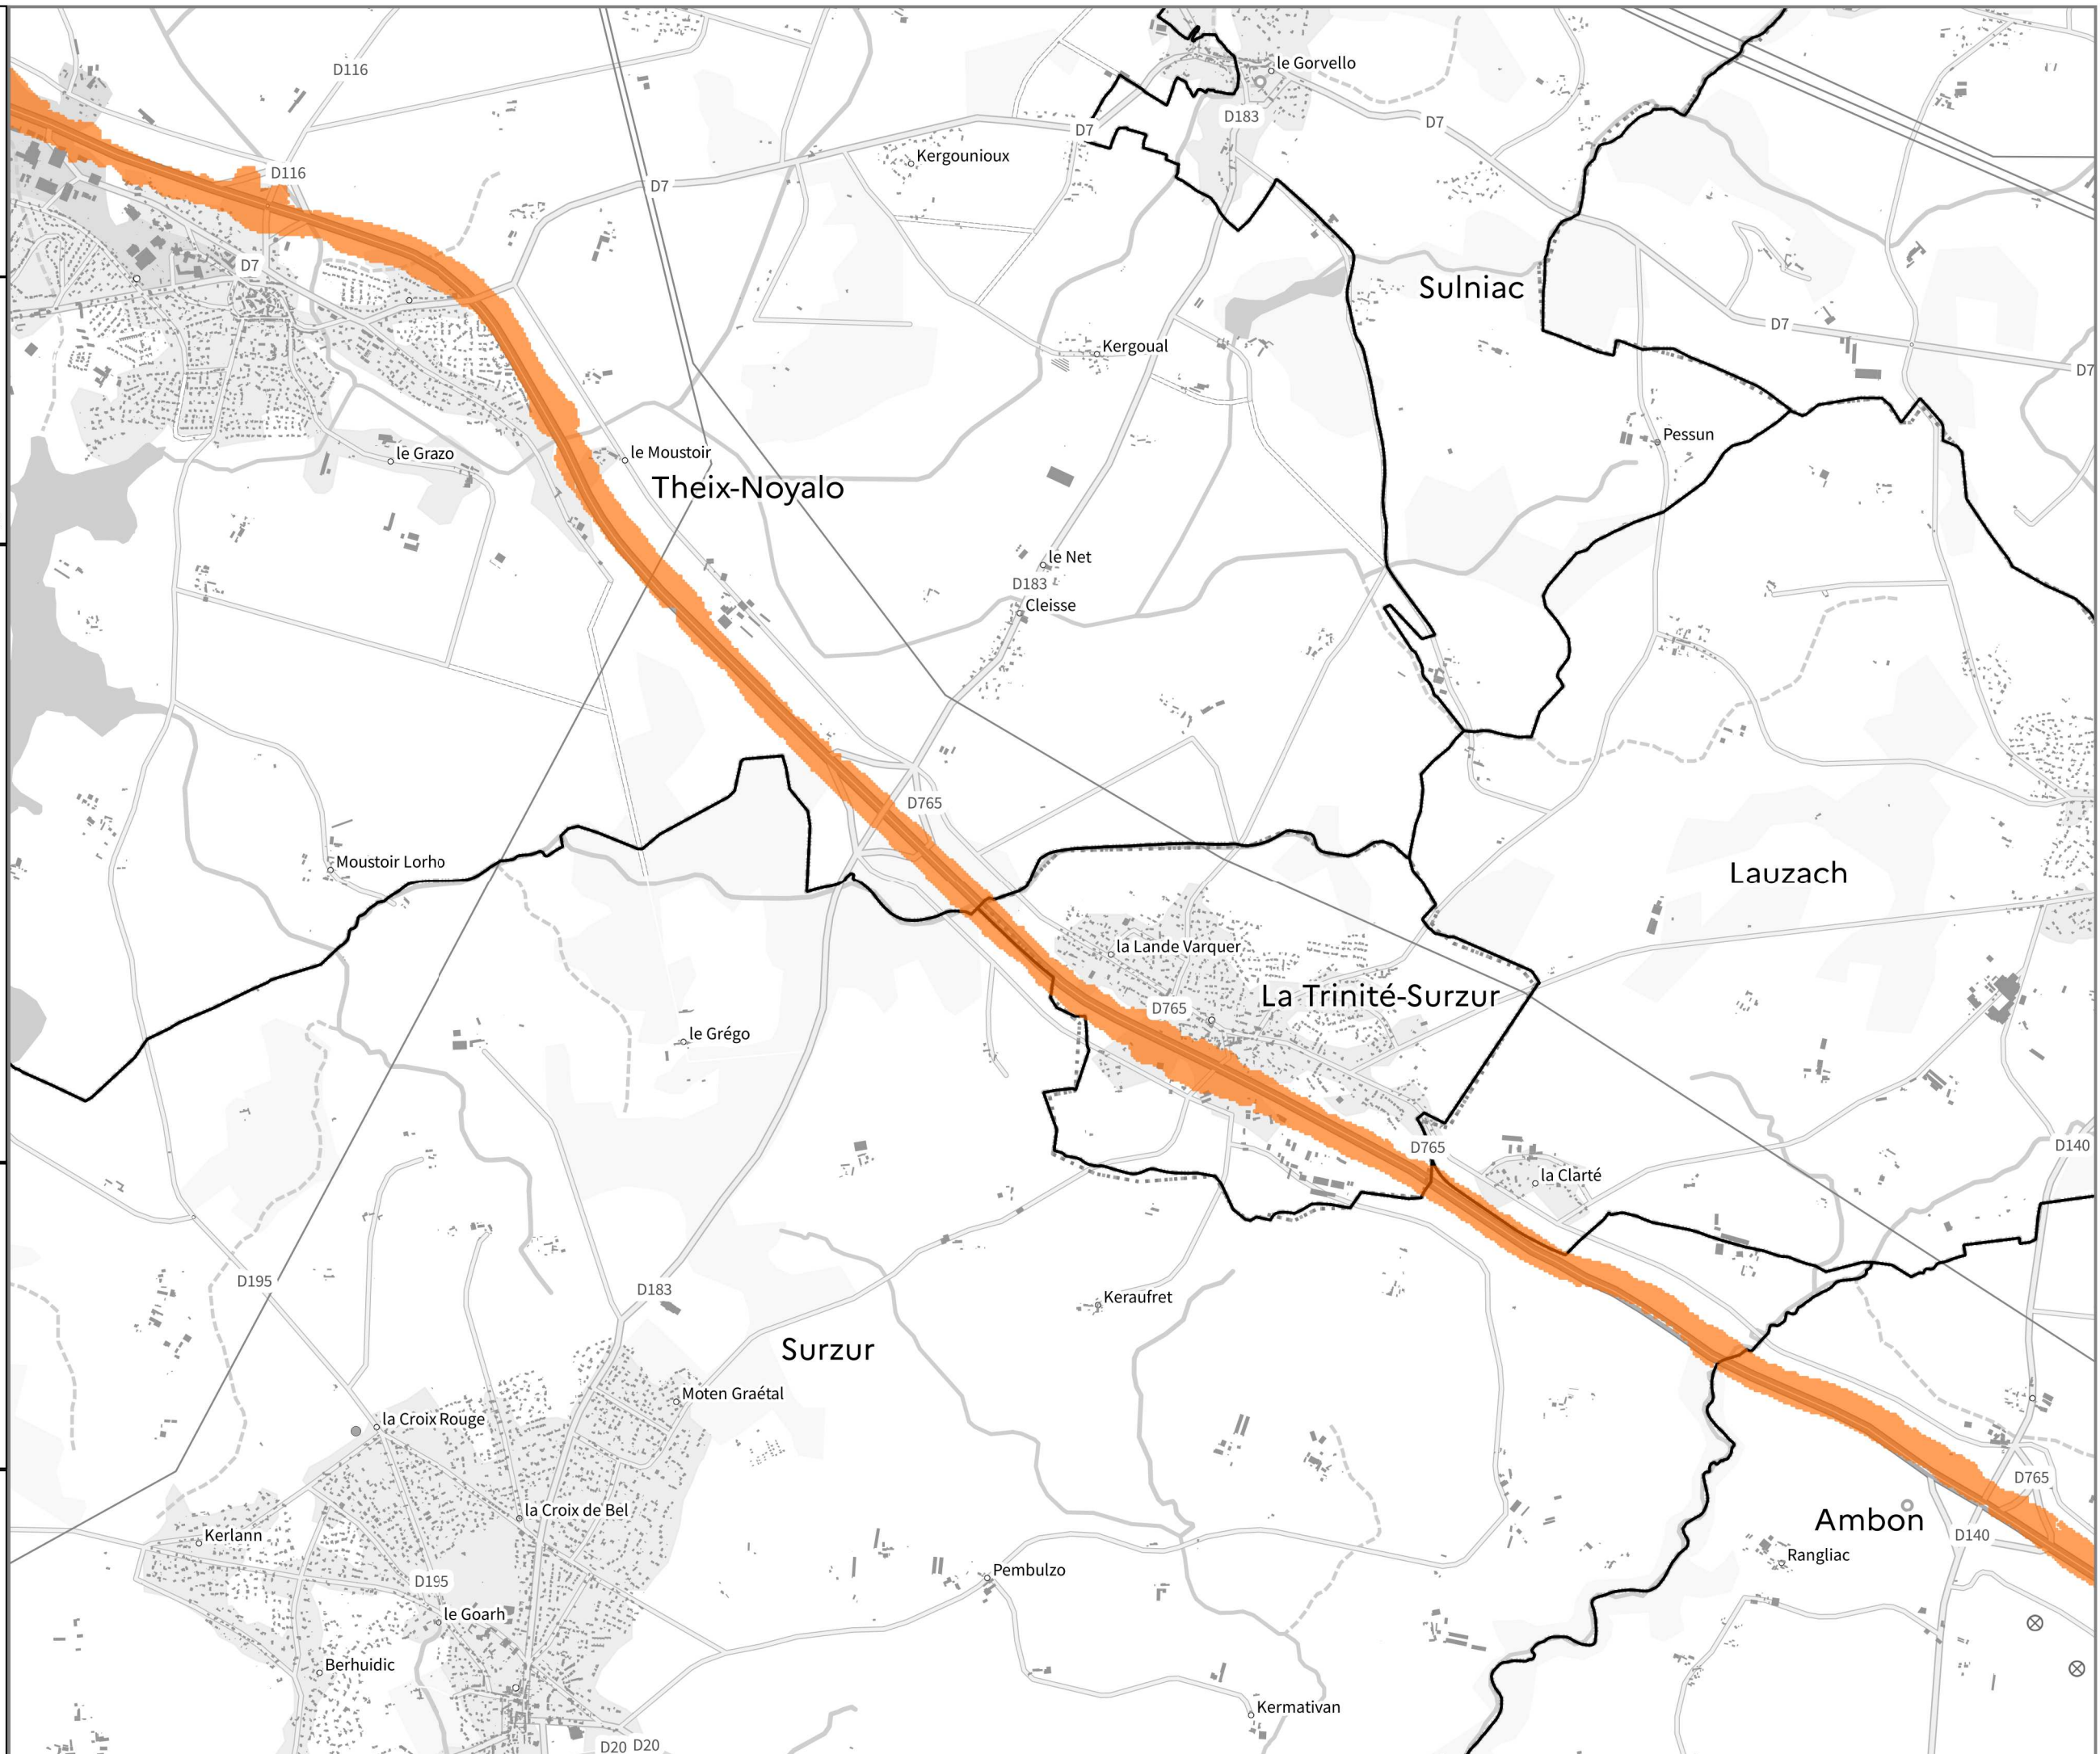 le Gorvello
D116
D183
D7
D7
Kergounioux
D116
D7
D7
Sulniac
D7
Kergoual
D7
Pessun
le Moustoir
le Grazo
Theix-Noyalo
le Net
D183
Cleisse
D765
Moustoir Lorho
Lauzach
la Lande Varquer
La Trinité-Surzur
D765
le Grégo
D765
D140
la Clarté
D195
D183
Keraufret
Surzur
Moten Graétal
la Croix Rouge
D765
la Croix de Bel
Ambon
Kerlann
D140
Rangliac
Pembulzo
D195
le Goarh
Berhuidic
Kermativan
D20 D20